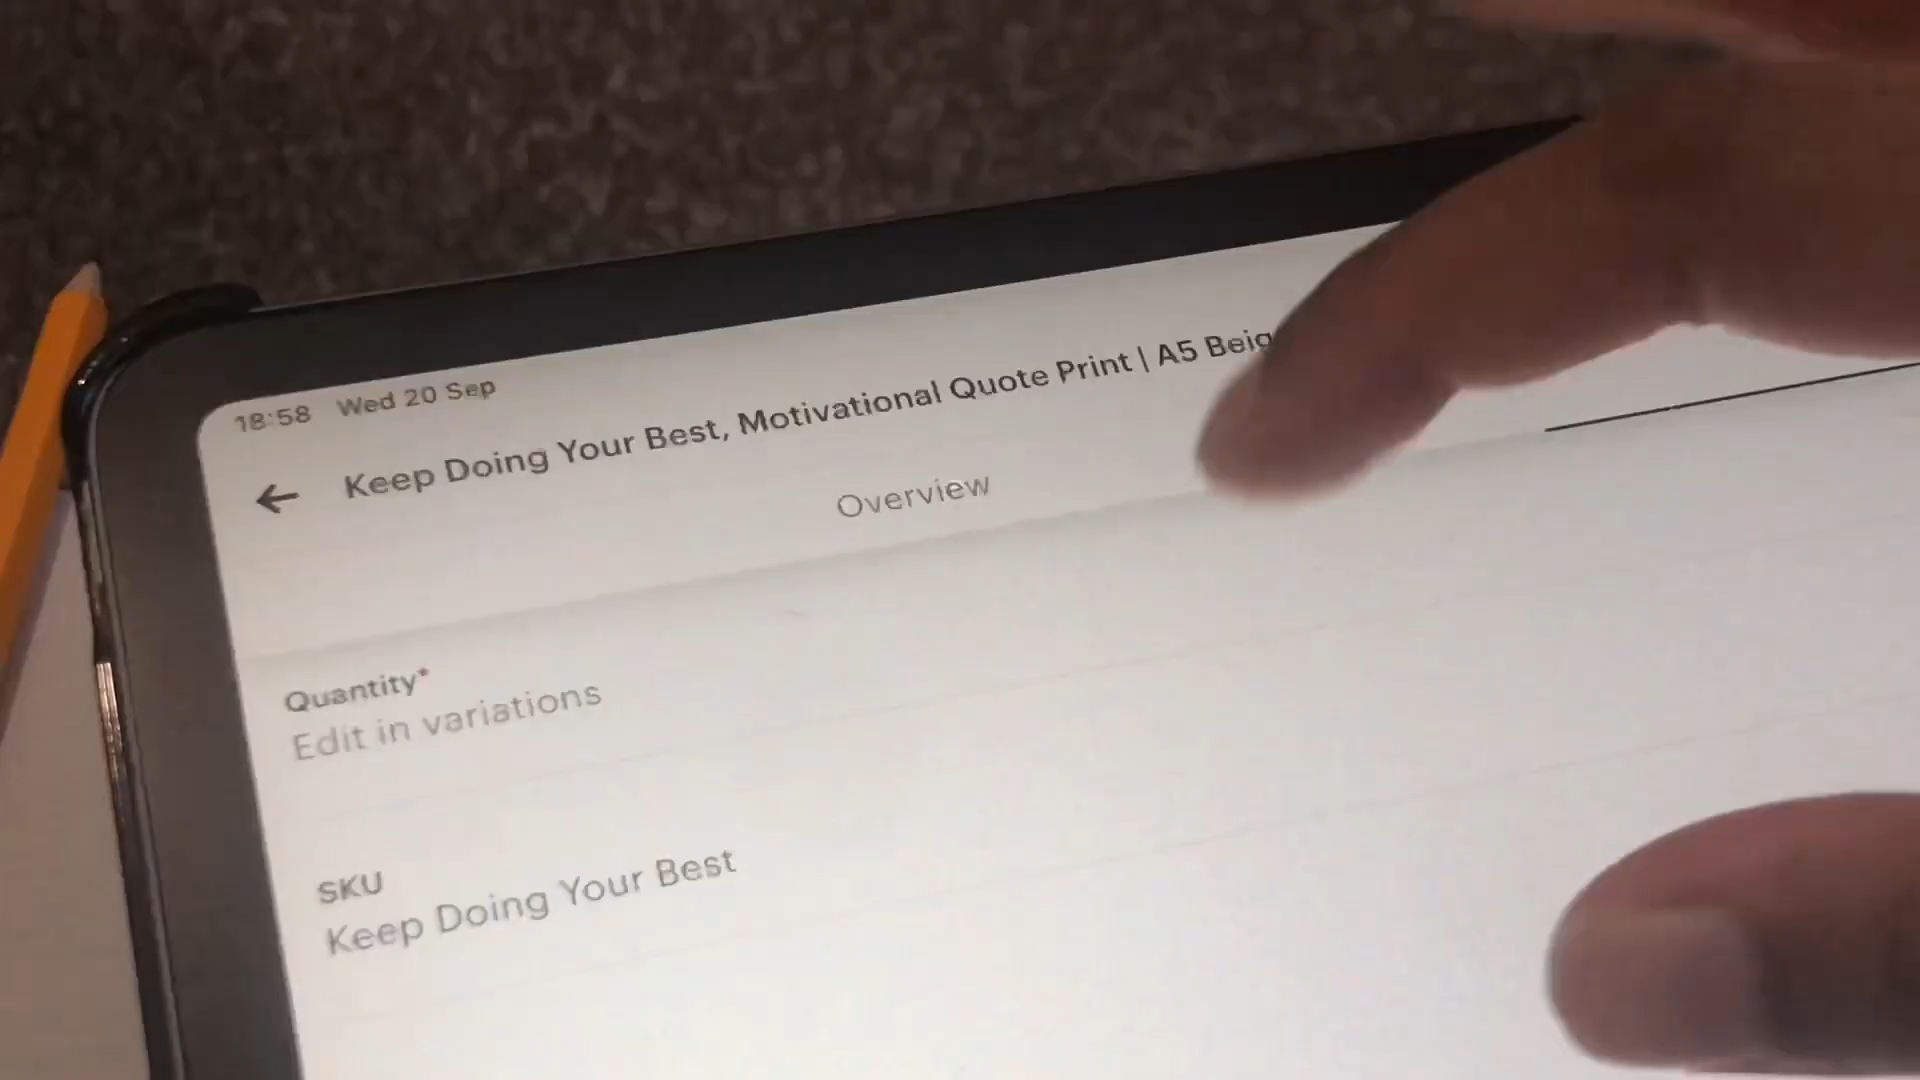 18:58 Wed 20 Sep
Keep Doing Your Best, Motivational Quote Print | A5 Beig
Overview
Quantity*
Edit in variations
SKU
Keep Doing Your Best